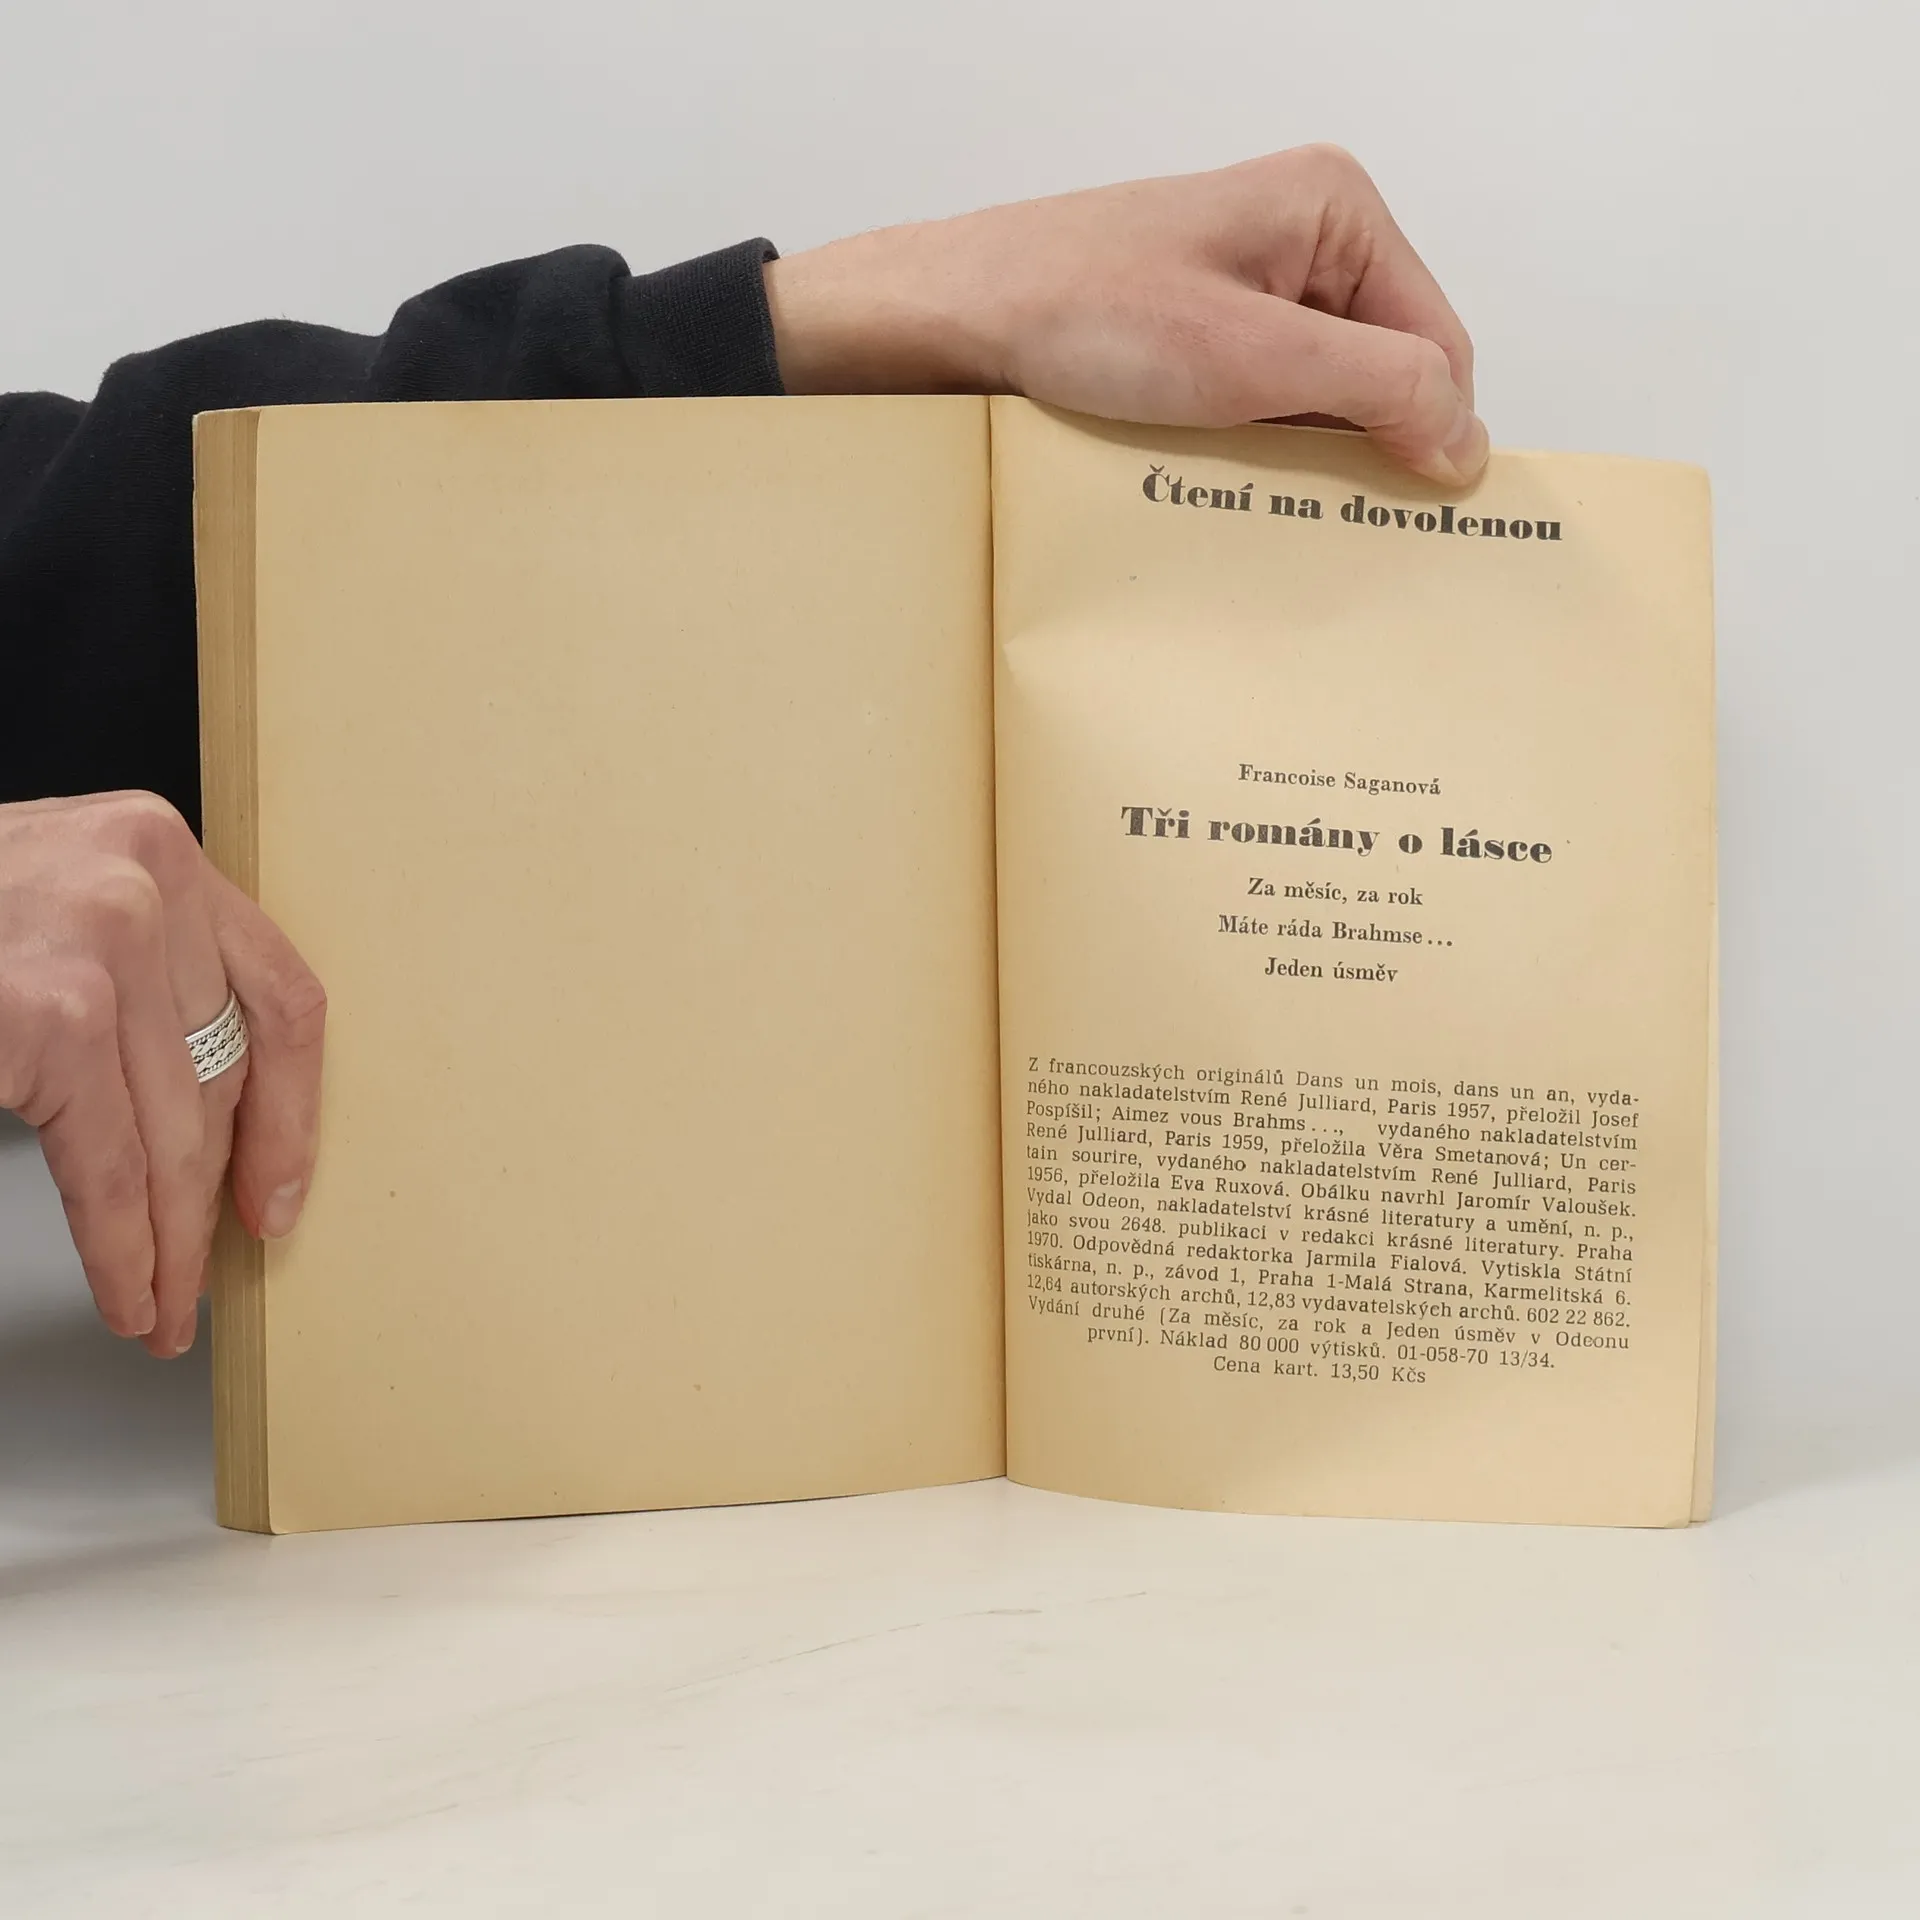 Čtení na dovolenou
Francoise Saganová
Tři romány o lásce
Za měsíc, za rok
Máte ráda Brahmse...
Jeden úsměv
Z francouzských originálů Dans un mois, dans un an, vyda-
ného nakladatelstvím René Julliard, Paris 1957, přeložil Josef
Pospíšil; Aimez vous Brahms..., vydaného nakladatelstvím
René Julliard, Paris 1959, přeložila Věra Smetanová; Un cer-
tain sourire, vydaného nakladatelstvím René Julliard, Paris
1956, přeložila Eva Ruxová. Obálku navrhl Jaromír Valoušek.
Vydal Odeon, nakladatelství krásné literatury a umění, n. p.,
jako svou 2648. publikaci v redakci krásné literatury. Praha
1970. Odpovědná redaktorka Jarmila Fialová. Vytiskla Státní
tiskárna, n. p., závod 1, Praha 1-Malá Strana, Karmelitská 6.
12,64 autorských archů, 12,83 vydavatelských archů. 602 22 862.
Vydání druhé (Za měsíc, za rok a Jeden úsměv v Odeonu
první). Náklad 80 000 výtisků. 01-058-70 13/34.
Cena kart. 13,50 Kčs